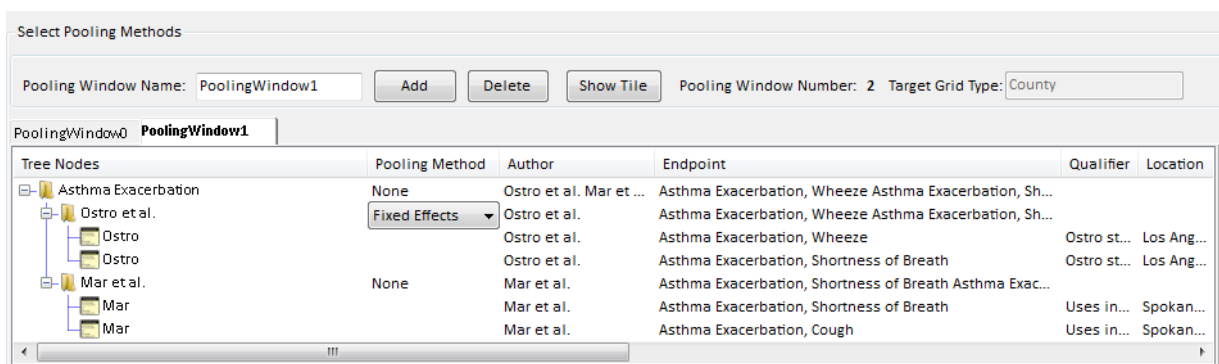 Select Pooling Methods
Pooling Window Name: PoolingWindow1 Add Delete Show Tile Pooling Window Number: 2 Target Grid Type: County
PoolingWindow0 PoolingWindow1
Tree Nodes Pooling Method Author Endpoint Qualifier Location
Asthma Exacerbation None Ostro et al. Mar et ... Asthma Exacerbation, Wheeze Asthma Exacerbation, Sh...
Ostro et al. Fixed Effects Ostro et al. Asthma Exacerbation, Wheeze Asthma Exacerbation, Sh...
Ostro Ostro et al. Asthma Exacerbation, Wheeze Ostro st... Los Ang...
Ostro Ostro et al. Asthma Exacerbation, Shortness of Breath Ostro st... Los Ang...
Mar et al. None Mar et al. Asthma Exacerbation, Shortness of Breath Asthma Exac...
Mar Mar et al. Asthma Exacerbation, Shortness of Breath Uses in... Spokan...
Mar Mar et al. Asthma Exacerbation, Cough Uses in... Spokan...